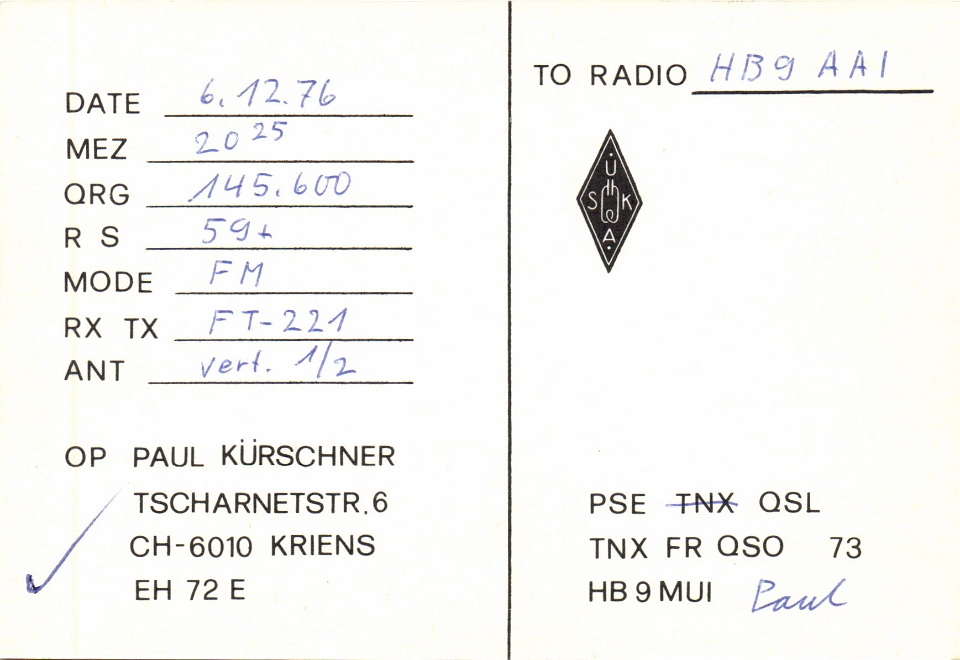 DATE 6.12.76
MEZ 20 25
QRG 145.600
R S 59+
MODE FM
RX TX FT-221
ANT vert. 1/2
OP PAUL KÜRSCHNER
TSCHARNETSTR.6
CH-6010 KRIENS
EH 72 E
TO RADIO HB9 AAI
U
S K
A
PSE TNX QSL
TNX FR QSO 73
HB 9 MUI Paul